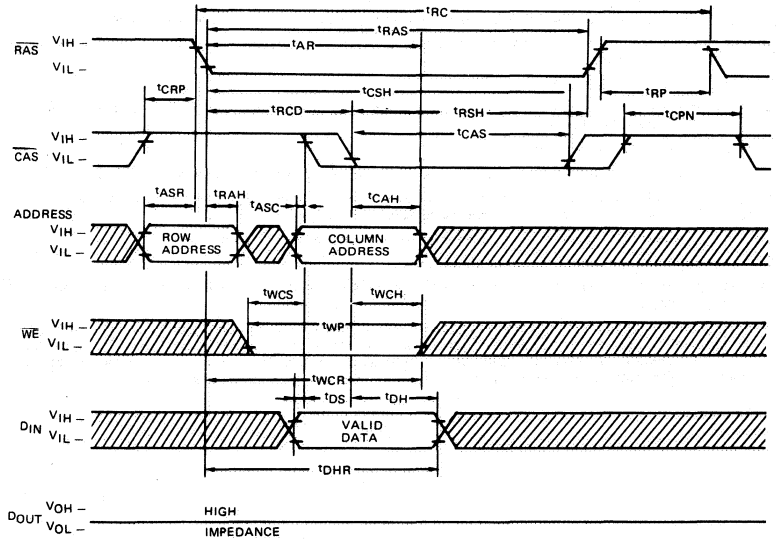 tRC
tRAS
tAR
RAS
VIH –
VIL –
tCRP
tCSH
tRP
tRCD
tRSH
tCPN
tCAS
CAS
VIH –
VIL –
tASR
tRAH
tASC
tCAH
ADDRESS
VIH –
VIL –
ROW
ADDRESS
COLUMN
ADDRESS
tWCS
tWCH
WE
VIH –
VIL –
tWP
tWCR
tDS
tDH
DIN
VIH –
VIL –
VALID
DATA
tDHR
DOUT
VOH –
VOL –
HIGH
IMPEDANCE